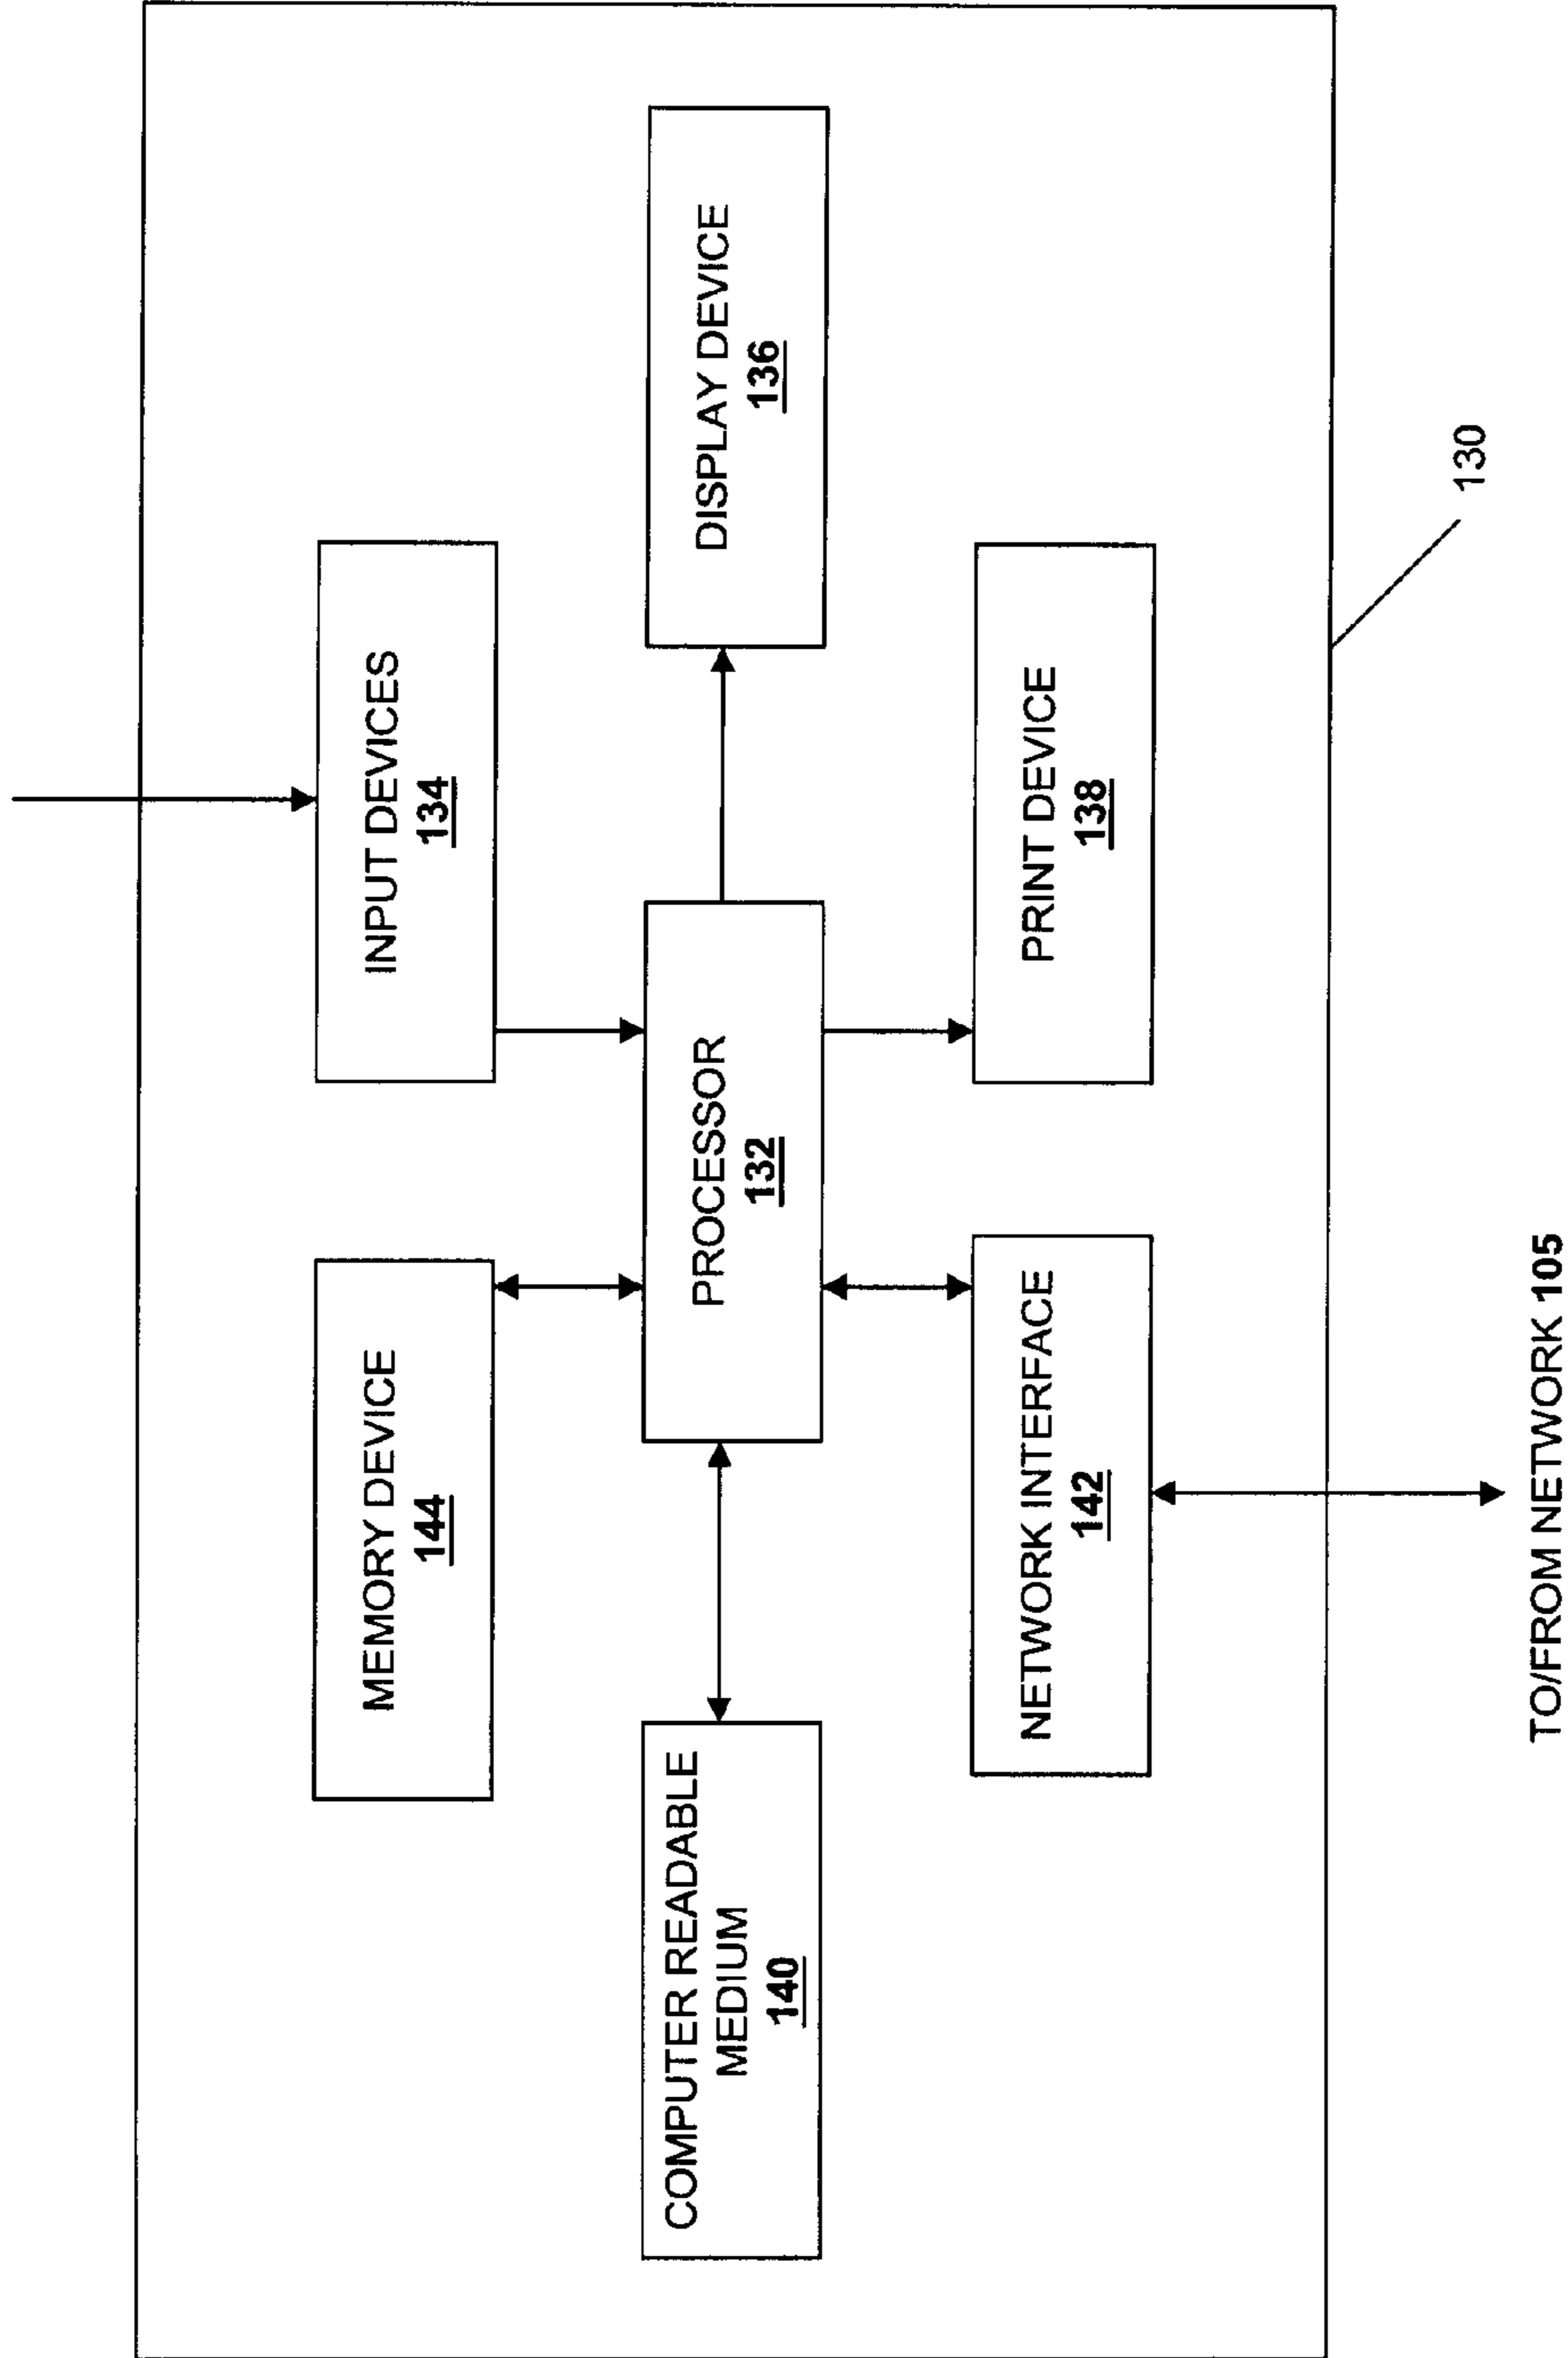 MEMORY DEVICE
144
INPUT DEVICES
134
COMPUTER READABLE
MEDIUM
140
PROCESSOR
132
DISPLAY DEVICE
136
NETWORK INTERFACE
142
PRINT DEVICE
138
130
TO/FROM NETWORK 105